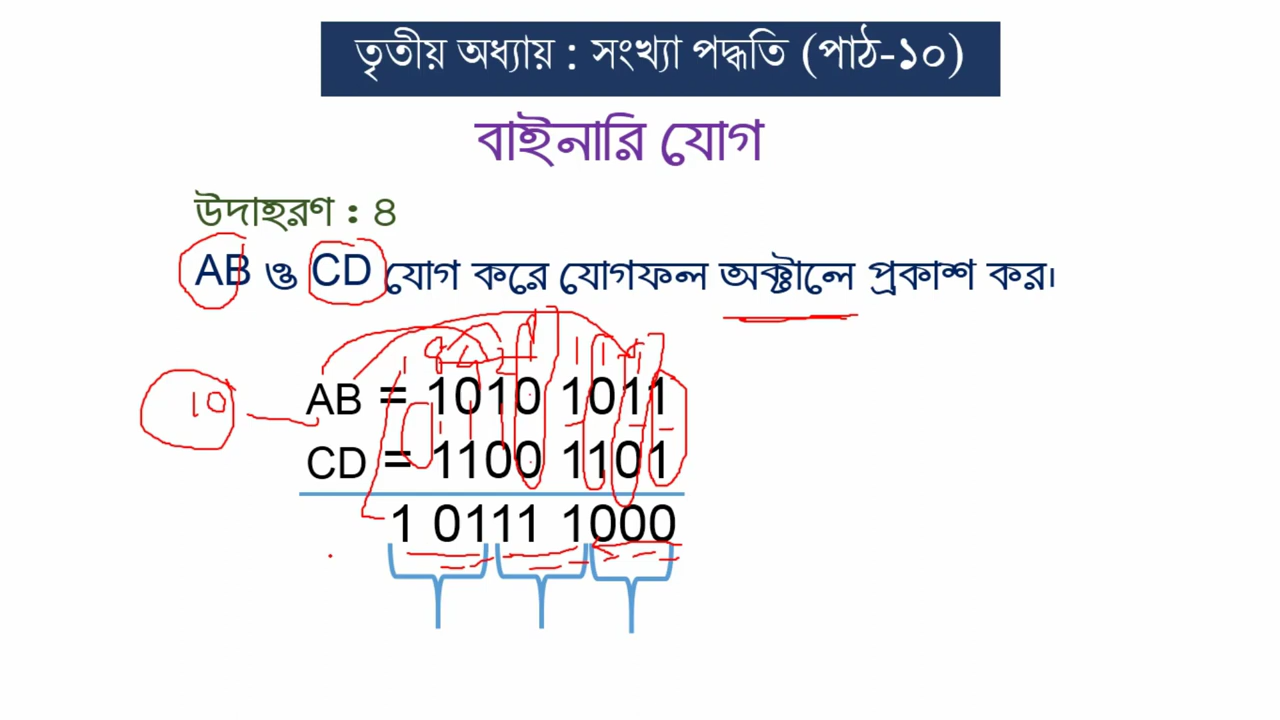 তৃতীয় অধ্যায় : সংখ্যা পদ্ধতি (পাঠ-১০)
বাইনারি যোগ
উদাহরণ : ৪
AB ও CD যোগ করে যোগফল অক্টালে প্রকাশ কর।
10 AB = 1010 1011
CD = 1100 1101
1 0111 1000